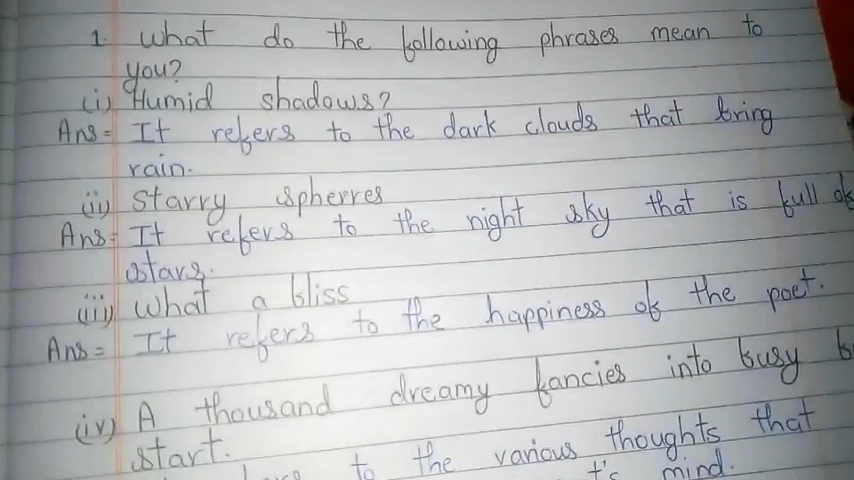 1. What do the following phrases mean to
you?
(i) Humid shadows?
Ans= It refers to the dark clouds that bring
rain.
(ii) Starry spherres
Ans= It refers to the night sky that is full of
stars.
(iii) What a bliss
Ans= It refers to the happiness of the poet.
(iv) A thousand dreamy fancies into busy
start.
to the various thoughts that
mind.